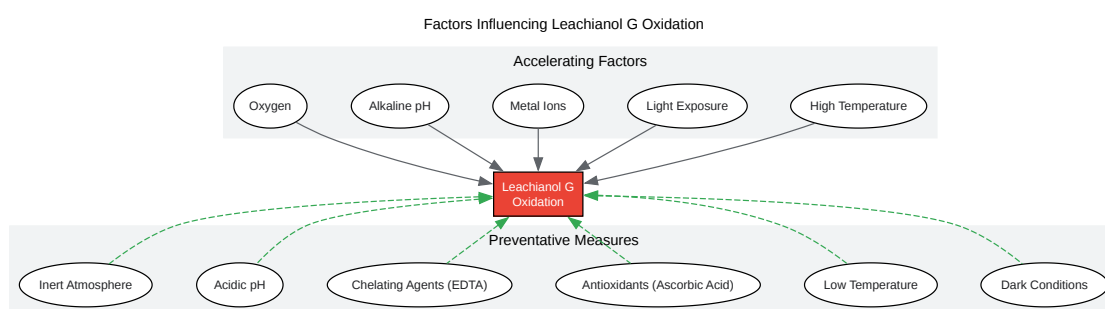 Factors Influencing Leachianol G Oxidation
Accelerating Factors
Oxygen
Alkaline pH
Metal Ions
Light Exposure
High Temperature
Leachianol G
Oxidation
Preventative Measures
Inert Atmosphere
Acidic pH
Chelating Agents (EDTA)
Antioxidants (Ascorbic Acid)
Low Temperature
Dark Conditions